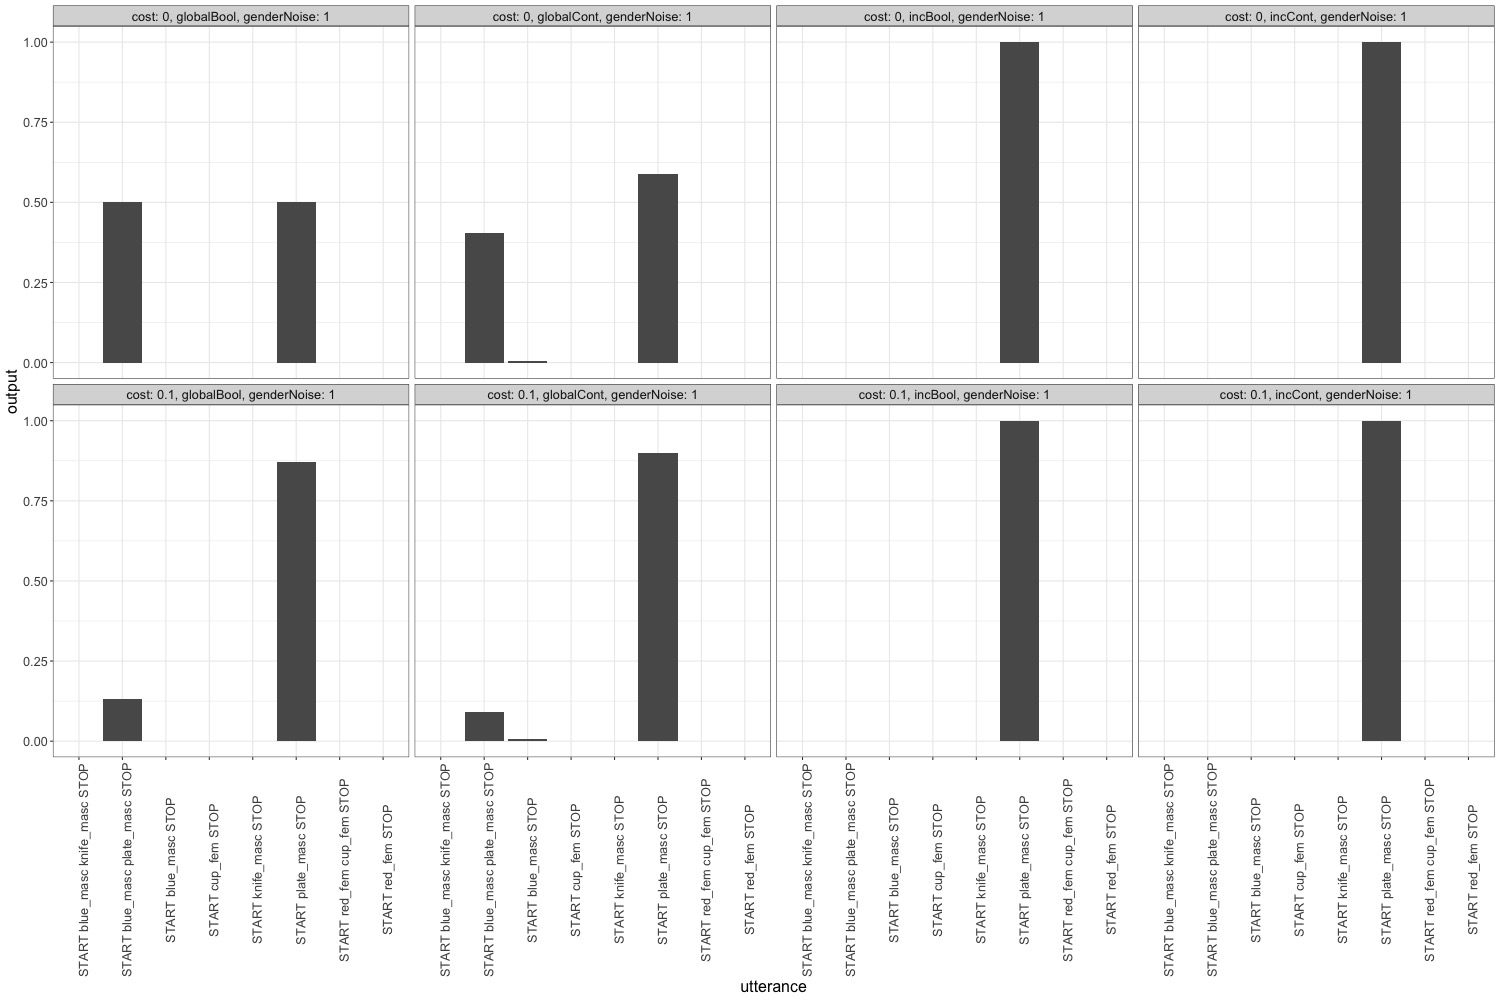 cost: 0, globalBool, genderNoise: 1
cost: 0, globalCont, genderNoise: 1
cost: 0, incBool, genderNoise: 1
cost: 0, incCont, genderNoise: 1
1.00
0.75
0.50
0.25
0.00
output
cost: 0.1, globalBool, genderNoise: 1
cost: 0.1, globalCont, genderNoise: 1
cost: 0.1, incBool, genderNoise: 1
cost: 0.1, incCont, genderNoise: 1
1.00
0.75
0.50
0.25
0.00
START blue_masc knife_masc STOP
START blue_masc plate_masc STOP
START blue_masc STOP
START cup_fem STOP
START knife_masc STOP
START plate_masc STOP
START red_fem cup_fem STOP
START red_fem STOP
START blue_masc knife_masc STOP
START blue_masc plate_masc STOP
START blue_masc STOP
START cup_fem STOP
START knife_masc STOP
START plate_masc STOP
START red_fem cup_fem STOP
START red_fem STOP
START blue_masc knife_masc STOP
START blue_masc plate_masc STOP
START blue_masc STOP
START cup_fem STOP
START knife_masc STOP
START plate_masc STOP
START red_fem cup_fem STOP
START red_fem STOP
START blue_masc knife_masc STOP
START blue_masc plate_masc STOP
START blue_masc STOP
START cup_fem STOP
START knife_masc STOP
START plate_masc STOP
START red_fem cup_fem STOP
START red_fem STOP
utterance